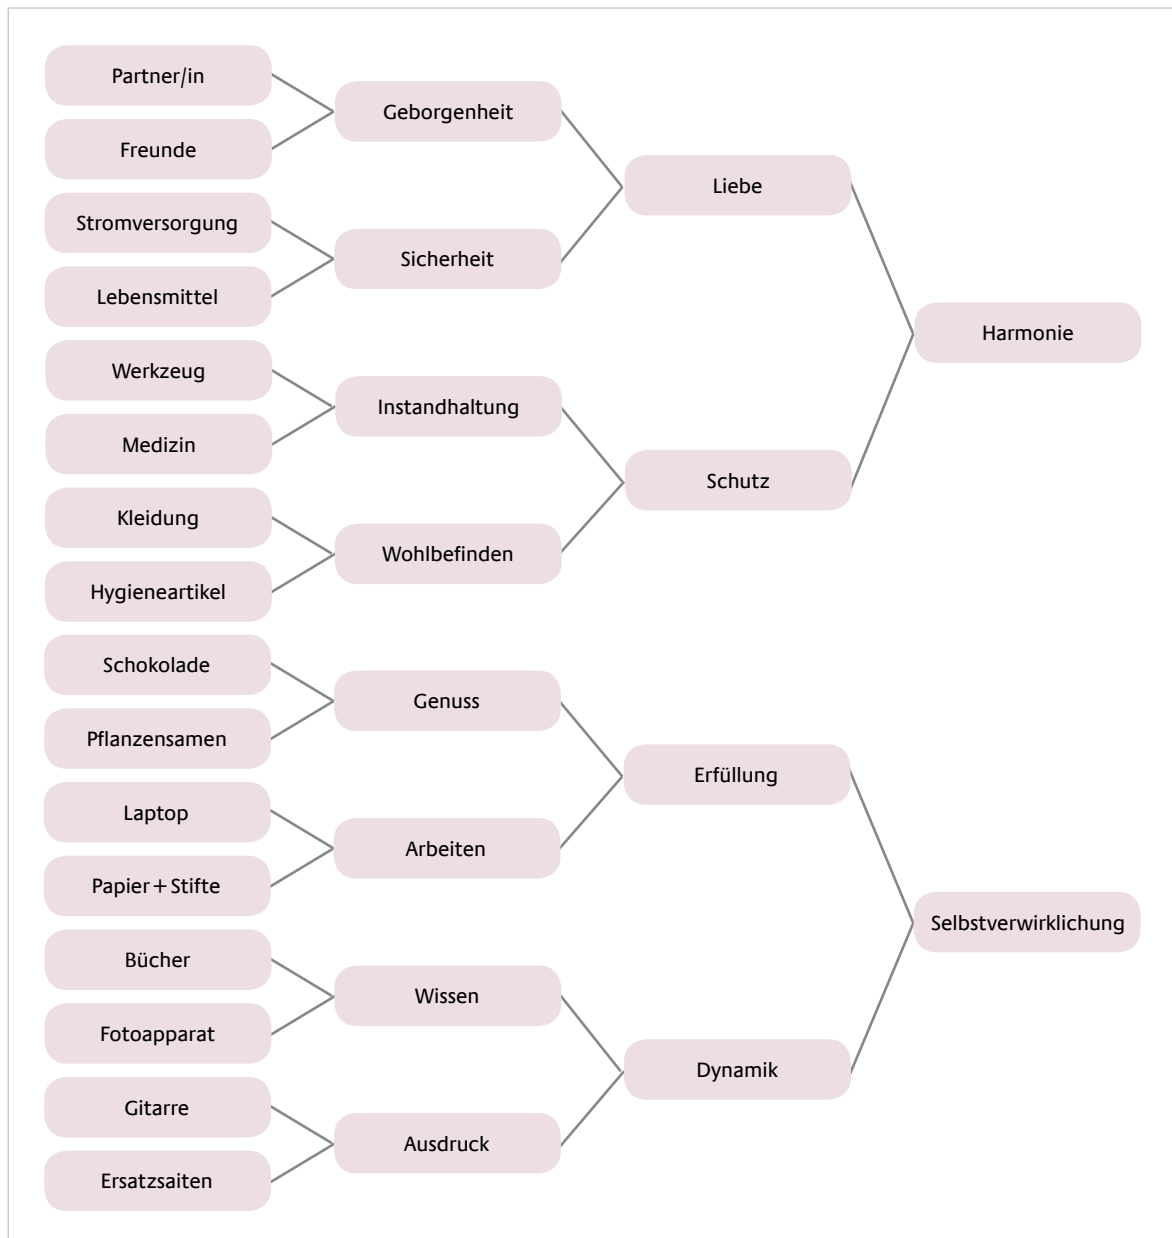 Partner/in
Freunde
Stromversorgung
Lebensmittel
Werkzeug
Medizin
Kleidung
Hygieneartikel
Schokolade
Pflanzensamen
Laptop
Papier + Stifte
Bücher
Fotoapparat
Gitarre
Ersatzsaiten
Geborgenheit
Sicherheit
Instandhaltung
Wohlbefinden
Genuss
Arbeiten
Wissen
Ausdruck
Liebe
Schutz
Erfüllung
Dynamik
Harmonie
Selbstverwirklichung